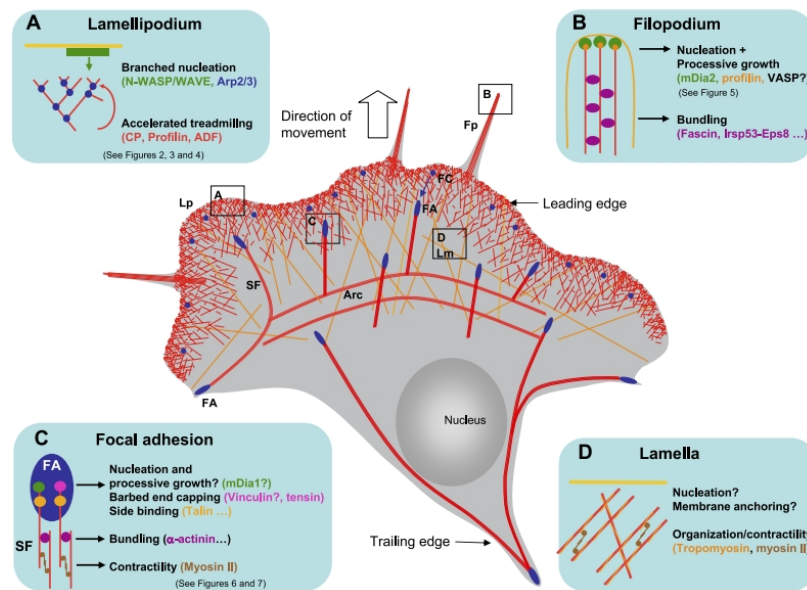 A
Lamellipodium
Branched nucleation
(N-WASP/WAVE, Arp2/3)
Accelerated treadmilling
(CP, Profilin, ADF)
(See Figures 2, 3 and 4)
B
Filopodium
Nucleation +
Processive growth
(mDia2, profilin, VASP?)
(See Figure 5)
Bundling
(Fascin, Irsp53-Eps8 ...)
Direction of
movement
B
Fp
FC
Lp
A
C
FA
Leading edge
D
Lm
SF
Arc
FA
Nucleus
Trailing edge
C
Focal adhesion
FA
Nucleation and
processive growth? (mDia1?)
Barbed end capping (Vinculin?, tensin)
Side binding (Talin ...)
SF
Bundling (α-actinin...)
Contractility (Myosin II)
(See Figures 6 and 7)
D
Lamella
Nucleation?
Membrane anchoring?
Organization/contractility
(Tropomyosin, myosin II)